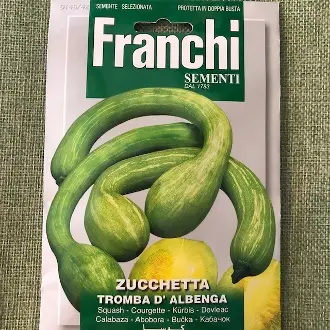 SEMENTE SELEZIONATA
PROTETTA IN DOPPIA BUSTA
Franchi
SEMENTI
DAL 1783
ZUCCHETTA
TROMBA D' ALBENGA
Squash - Courgette - Kürbis - Dovleac
Calabaza - Abobora - Bučka - Кабачок